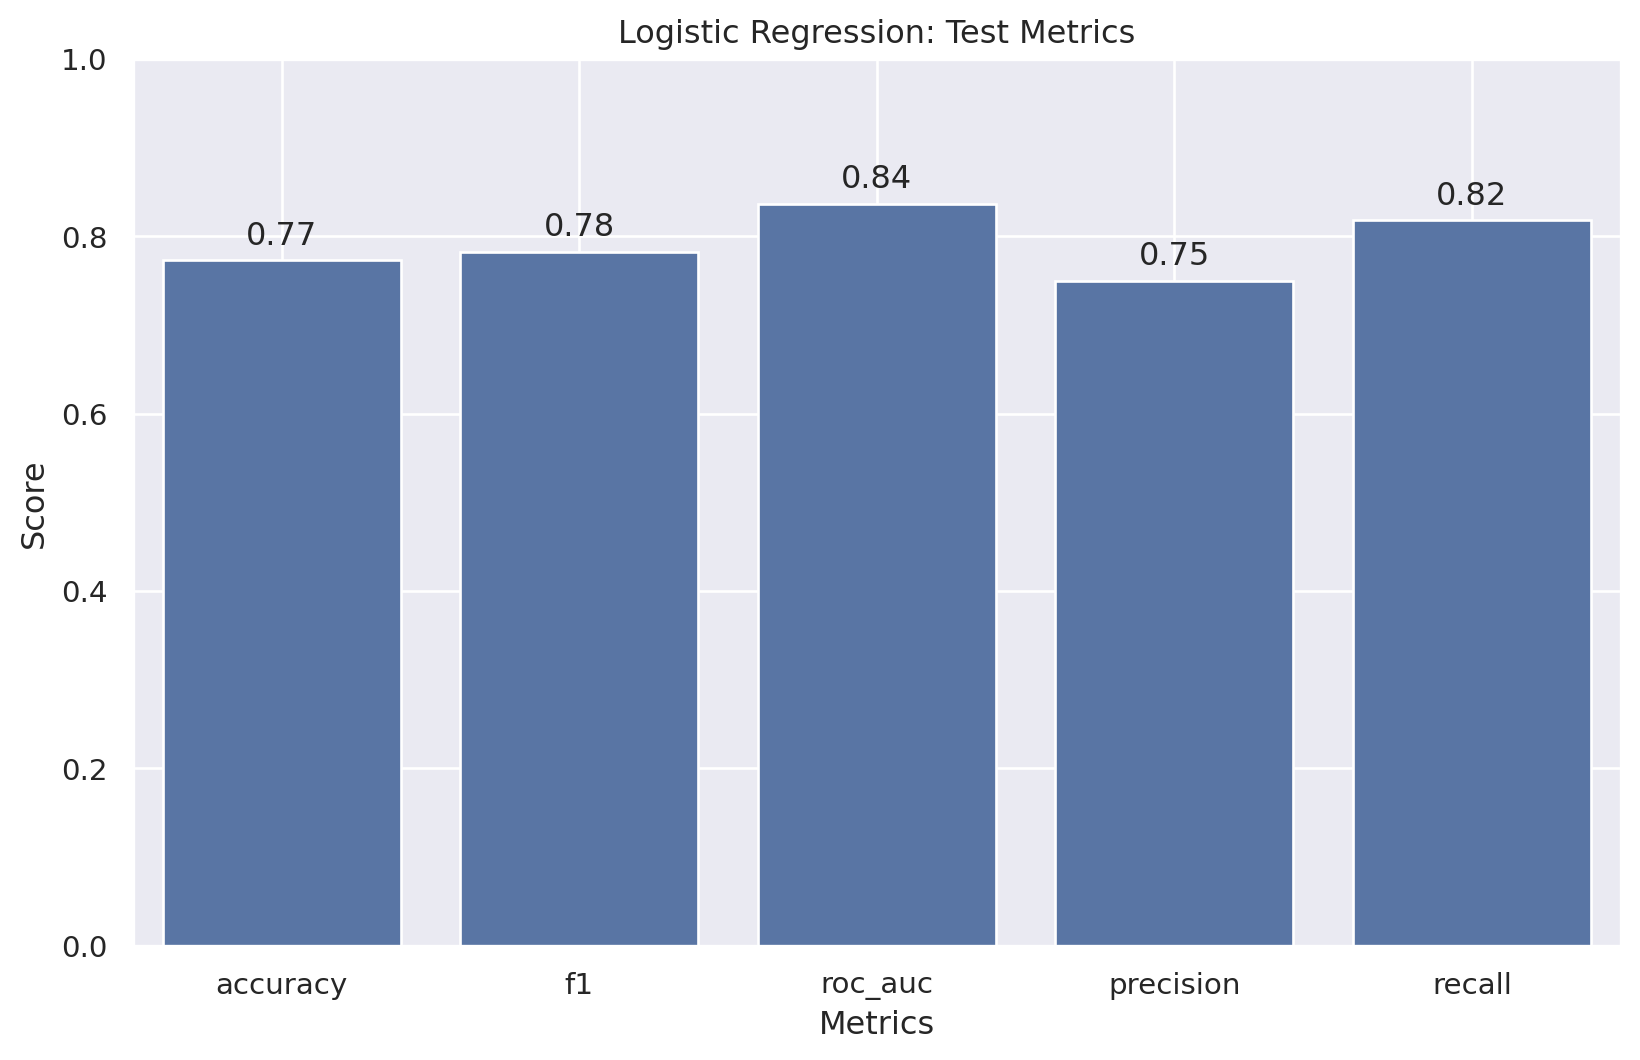 Logistic Regression: Test Metrics
1.0
0.8
0.6
0.4
0.2
0.0
Score
0.77
0.78
0.84
0.75
0.82
accuracy
f1
roc_auc
precision
recall
Metrics